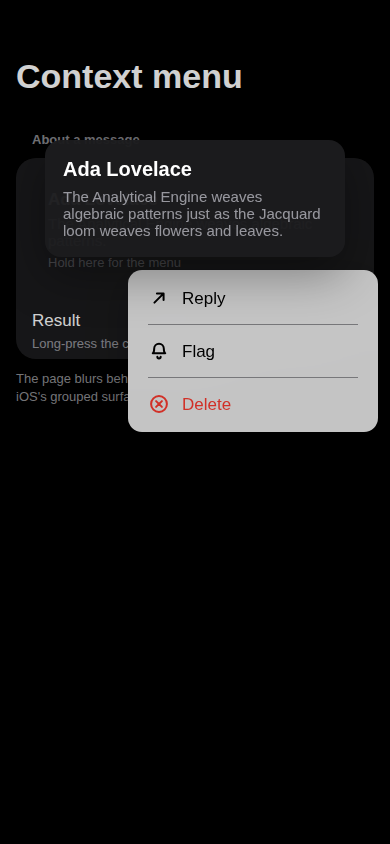 Context menu
About a message
Ada Lovelace
The Analytical Engine weaves
algebraic patterns just as the Jacquard
loom weaves flowers and leaves.
Hold here for the menu
Reply
Result
Long-press the c
Flag
The page blurs beh
iOS's grouped surfa
Delete